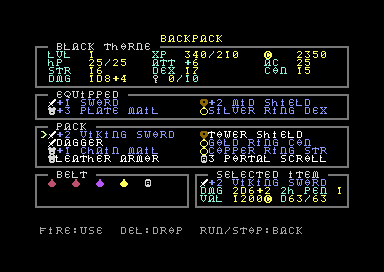 BACKPACK
BLACK THORNE
LVL 1 XP 340/210 G 2350
HP 25/25 ATT +6 AC 25
STR 16 DEX 17 CON 15
DMG 1D8+4 0/10
EQUIPPED
+1 SWORD +2 MID SHIELD
+3 PLATE MAIL SILVER RING DEX
PACK
>+2 VIKING SWORD TOWER SHIELD
DAGGER GOLD RING CON
+1 CHAIN MAIL COPPER RING STR
LEATHER ARMOR 3 PORTAL SCROLL
BELT SELECTED ITEM
+2 VIKING SWORD
DMG 2D6+2 2H PEN 1
VAL 1200G D63/63
FIRE:USE DEL:DROP RUN/STOP:BACK